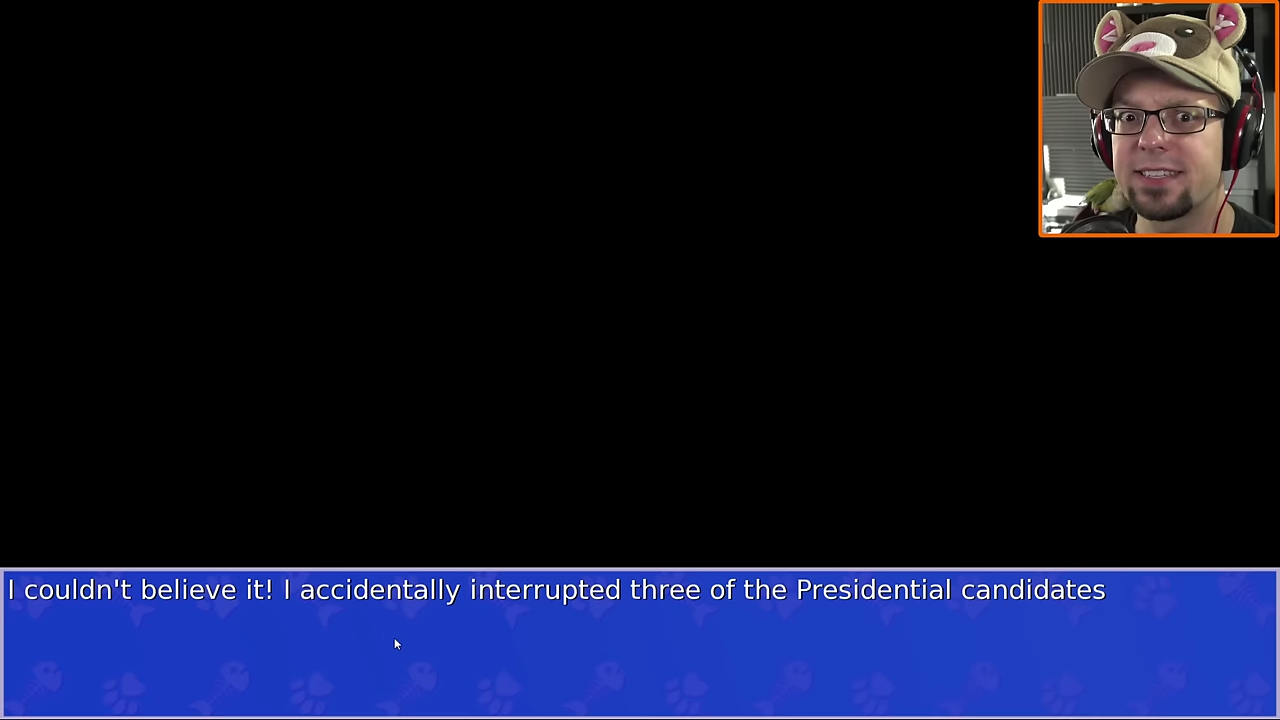 I couldn't believe it! I accidentally interrupted three of the Presidential candidates